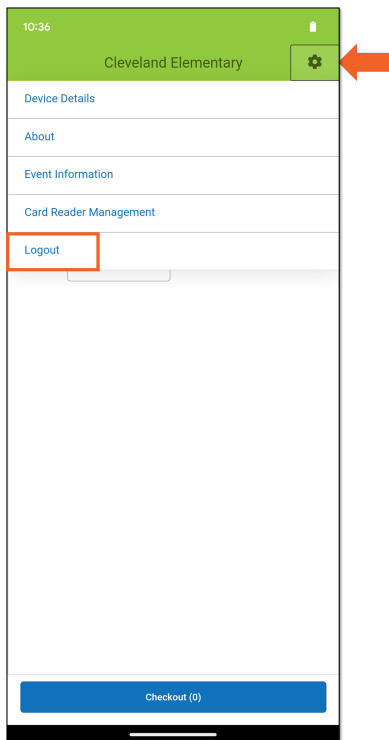 10:36
Cleveland Elementary
Device Details
About
Event Information
Card Reader Management
Logout
Checkout (0)